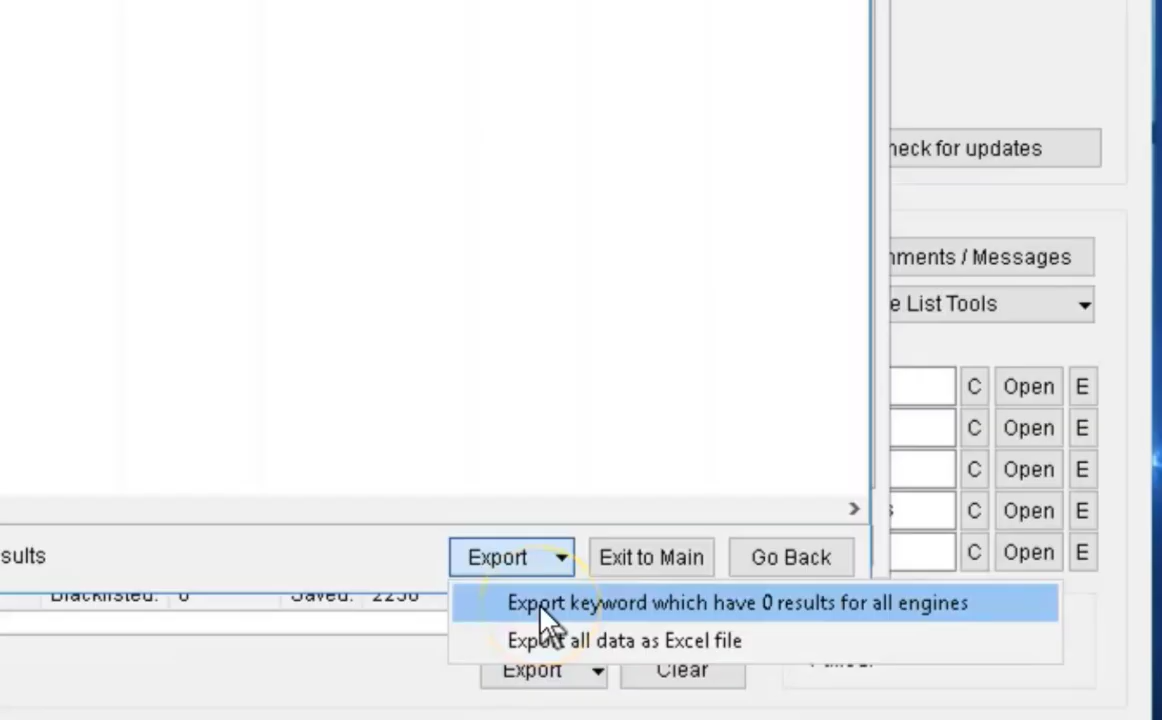 heck for updates
nments / Messages
e List Tools
C Open E
C Open E
C Open E
s C Open E
C Open E
sults Export Exit to Main Go Back
Blacklisted: 0 Saved: 2256
Export keyword which have 0 results for all engines
Export all data as Excel file
Export Clear